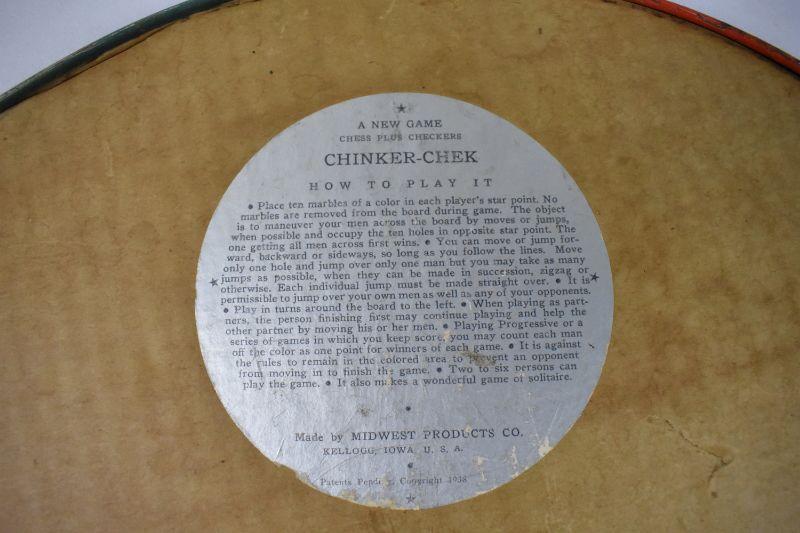 A NEW GAME
CHESS PLUS CHECKERS
CHINKER-CHEK
HOW TO PLAY IT
• Place ten marbles of a color in each player's star point. No
marbles are removed from the board during game. The object
is to maneuver your men across the board by moves or jumps,
when possible and occupy the ten holes in opposite star point. The
one getting all men across first wins. • You can move or jump for-
ward, backward or sideways, so long as you follow the lines. Move
only one hole and jump over only one man but you may take as many
jumps as possible, when they can be made in succession, zigzag or
otherwise. Each individual jump must be made straight over. • It is
permissible to jump over your own men as well as any of your opponents.
• Play in turns around the board to the left. • When playing as part-
ners, the person finishing first may continue playing and help the
other partner by moving his or her men. • Playing Progressive or a
series of games in which you keep score, you may count each man
off the color as one point for winners of each game. • It is against
the rules to remain in the colored area to prevent an opponent
from moving in to finish the game. • Two to six persons can
play the game. • It also makes a wonderful game of solitaire.
Made by MIDWEST PRODUCTS CO.
KELLOGG, IOWA, U. S. A.
Patents Pending, Copyright 1938